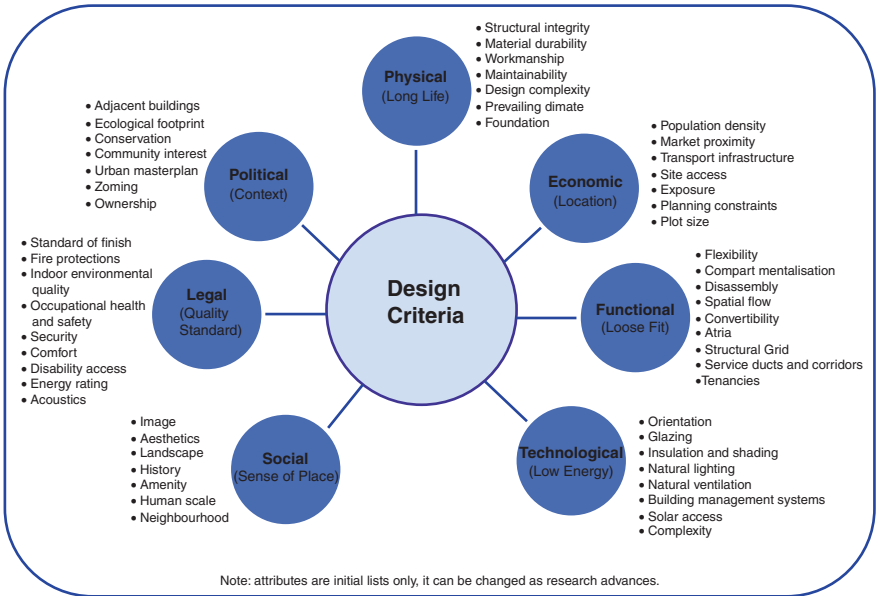 Design
Criteria
Physical
(Long Life)
• Structural integrity
• Material durability
• Workmanship
• Maintainability
• Design complexity
• Prevailing dimate
• Foundation
Economic
(Location)
• Population density
• Market proximity
• Transport infrastructure
• Site access
• Exposure
• Planning constraints
• Plot size
Functional
(Loose Fit)
• Flexibility
• Compart mentalisation
• Disassembly
• Spatial flow
• Convertibility
• Atria
• Structural Grid
• Service ducts and corridors
•Tenancies
Technological
(Low Energy)
• Orientation
• Glazing
• Insulation and shading
• Natural lighting
• Natural ventilation
• Building management systems
• Solar access
• Complexity
Social
(Sense of Place)
• Image
• Aesthetics
• Landscape
• History
• Amenity
• Human scale
• Neighbourhood
Legal
(Quality
Standard)
• Standard of finish
• Fire protections
• Indoor environmental
quality
• Occupational health
and safety
• Security
• Comfort
• Disability access
• Energy rating
• Acoustics
Political
(Context)
• Adjacent buildings
• Ecological footprint
• Conservation
• Community interest
• Urban masterplan
• Zoming
• Ownership
Note: attributes are initial lists only, it can be changed as research advances.